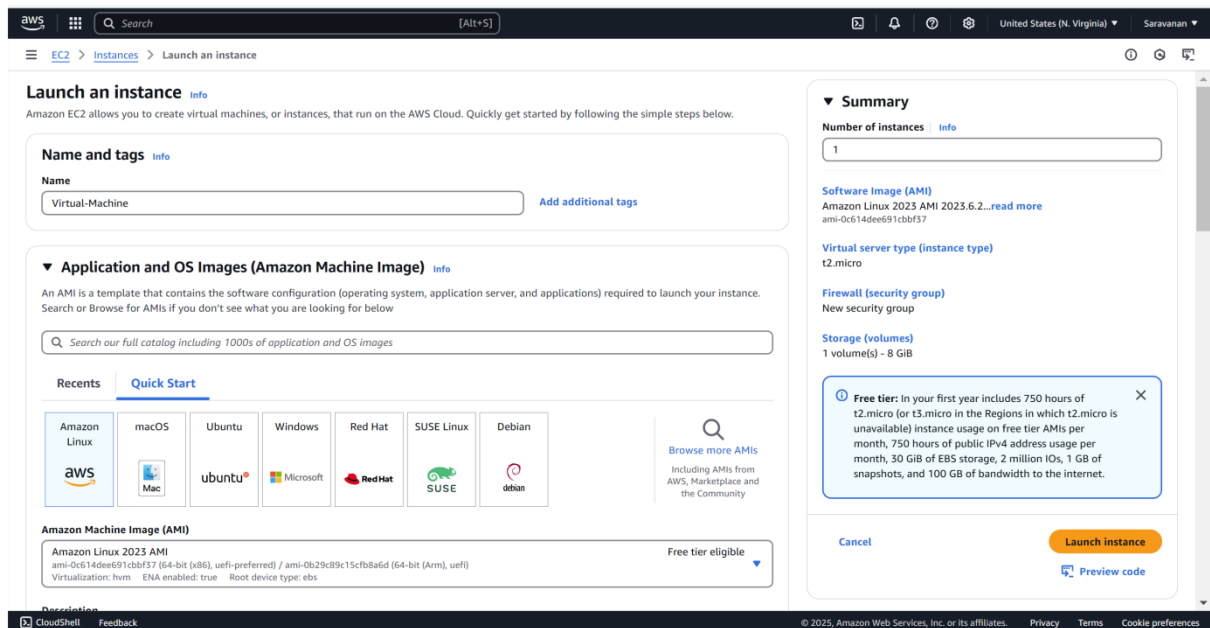 aws
Search
[Alt+S]
United States (N. Virginia)
Saravanan
EC2 > Instances > Launch an instance
Launch an instance Info
Amazon EC2 allows you to create virtual machines, or instances, that run on the AWS Cloud. Quickly get started by following the simple steps below.
Name and tags Info
Name
Virtual-Machine
Add additional tags
Application and OS Images (Amazon Machine Image) Info
An AMI is a template that contains the software configuration (operating system, application server, and applications) required to launch your instance.
Search or Browse for AMIs if you don't see what you are looking for below
Search our full catalog including 1000s of application and OS images
Recents
Quick Start
Amazon
Linux
aws
macOS
Mac
Ubuntu
ubuntu
Windows
Microsoft
Red Hat
Red Hat
SUSE Linux
SUSE
Debian
debian
Browse more AMIs
Including AMIs from
AWS, Marketplace and
the Community
Amazon Machine Image (AMI)
Amazon Linux 2023 AMI
Free tier eligible
ami-0c614dee691cbbf37 (64-bit (x86), uefi-preferred) / ami-0b29c89c15cfb8a6d (64-bit (Arm), uefi)
Virtualization: hvm ENA enabled: true Root device type: ebs
Description
Summary
Number of instances Info
1
Software Image (AMI)
Amazon Linux 2023 AMI 2023.6.2...read more
ami-0c614dee691cbbf37
Virtual server type (instance type)
t2.micro
Firewall (security group)
New security group
Storage (volumes)
1 volume(s) - 8 GiB
Free tier: In your first year includes 750 hours of
t2.micro (or t3.micro in the Regions in which t2.micro is
unavailable) instance usage on free tier AMIs per
month, 750 hours of public IPv4 address usage per
month, 30 GiB of EBS storage, 2 million IOs, 1 GB of
snapshots, and 100 GB of bandwidth to the internet.
Cancel
Launch instance
Preview code
CloudShell
Feedback
© 2025, Amazon Web Services, Inc. or its affiliates.
Privacy
Terms
Cookie preferences